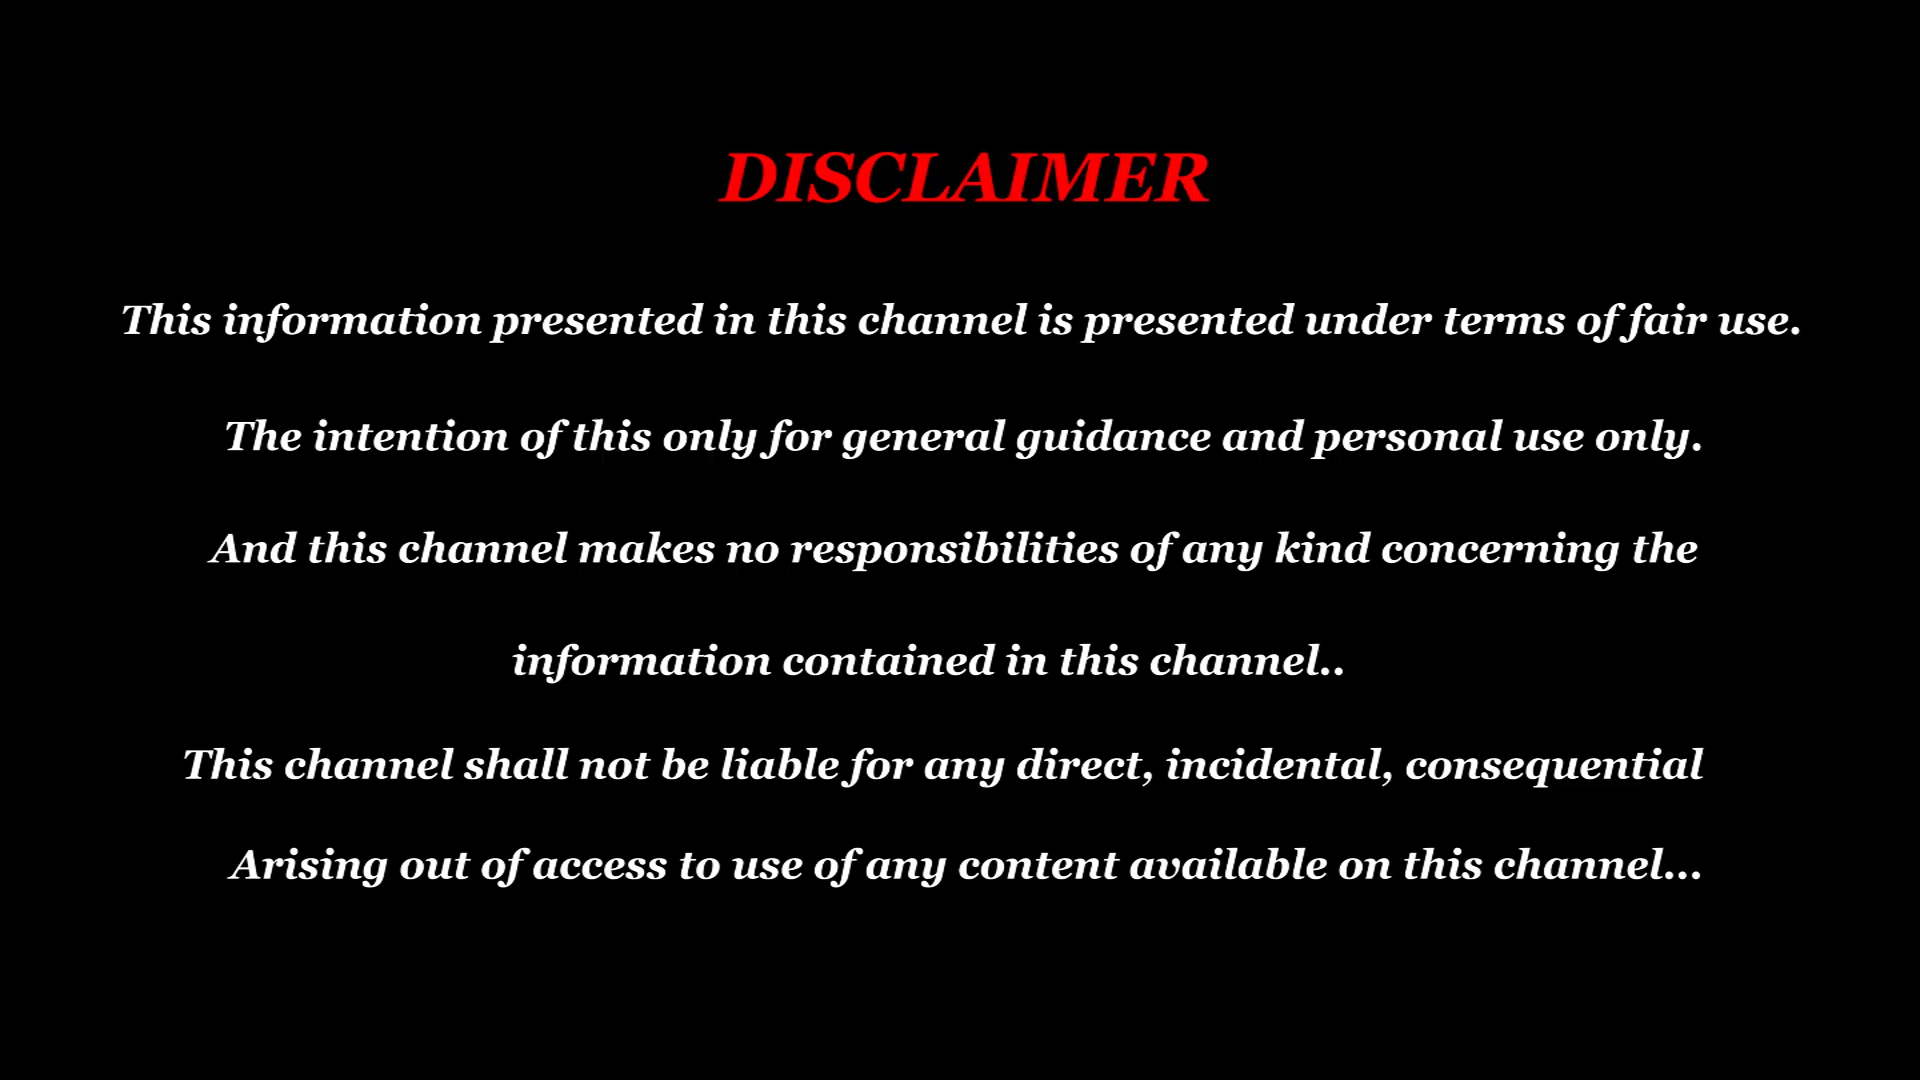 DISCLAIMER
This information presented in this channel is presented under terms of fair use.
The intention of this only for general guidance and personal use only.
And this channel makes no responsibilities of any kind concerning the
information contained in this channel..
This channel shall not be liable for any direct, incidental, consequential
Arising out of access to use of any content available on this channel...